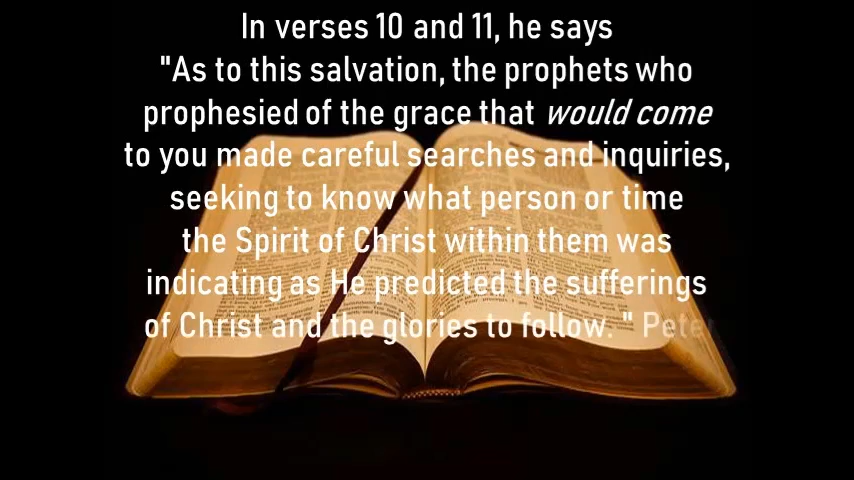 In verses 10 and 11, he says
"As to this salvation, the prophets who
prophesied of the grace that would come
to you made careful searches and inquiries,
seeking to know what person or time
the Spirit of Christ within them was
indicating as He predicted the sufferings
of Christ and the glories to follow. " Peter